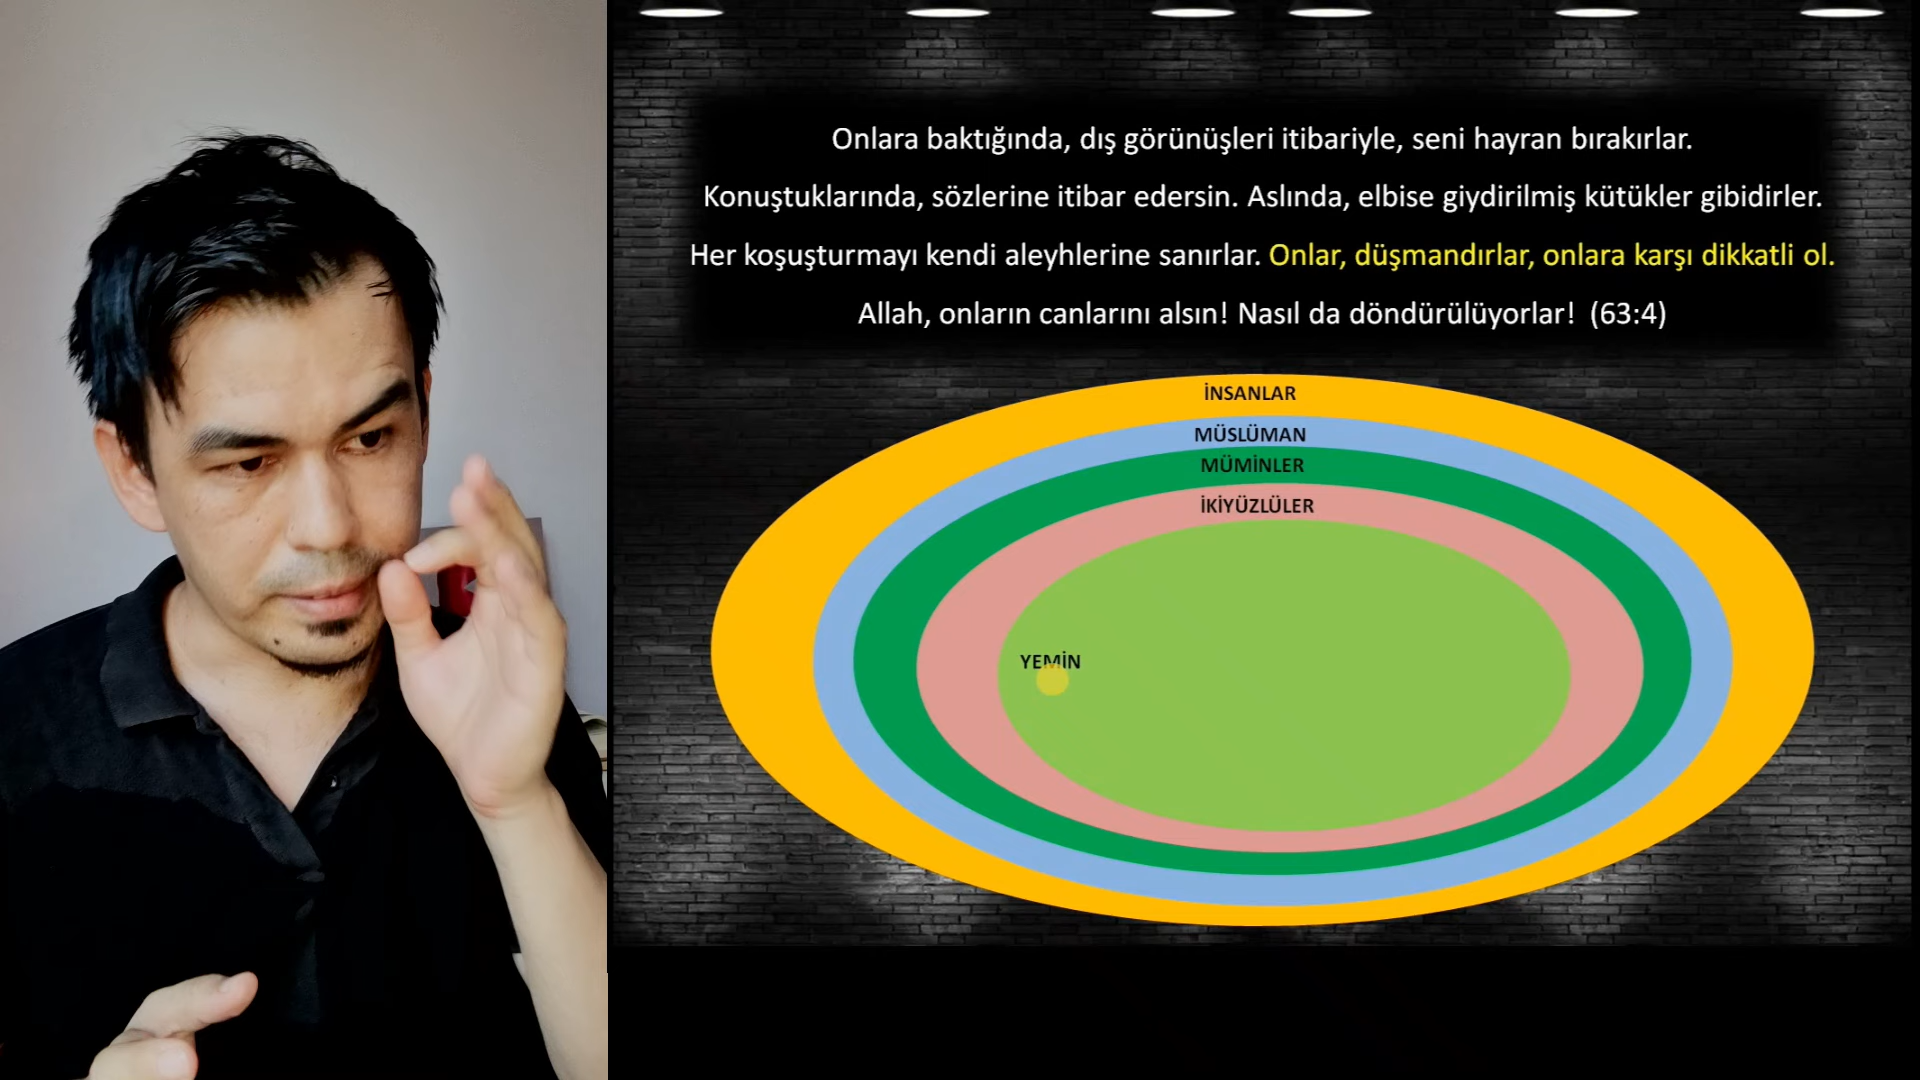 Onlara baktığında, dış görünüşleri itibariyle, seni hayran bırakırlar.
Konuştuklarında, sözlerine itibar edersin. Aslında, elbise giydirilmiş kütükler gibidirler.
Her koşuşturmayı kendi aleyhlerine sanırlar. Onlar, düşmandırlar, onlara karşı dikkatli ol.
Allah, onların canlarını alsın! Nasıl da döndürülüyorlar! (63:4)
İNSANLAR
MÜSLÜMAN
MÜMİNLER
İKİYÜZLÜLER
YEMİN